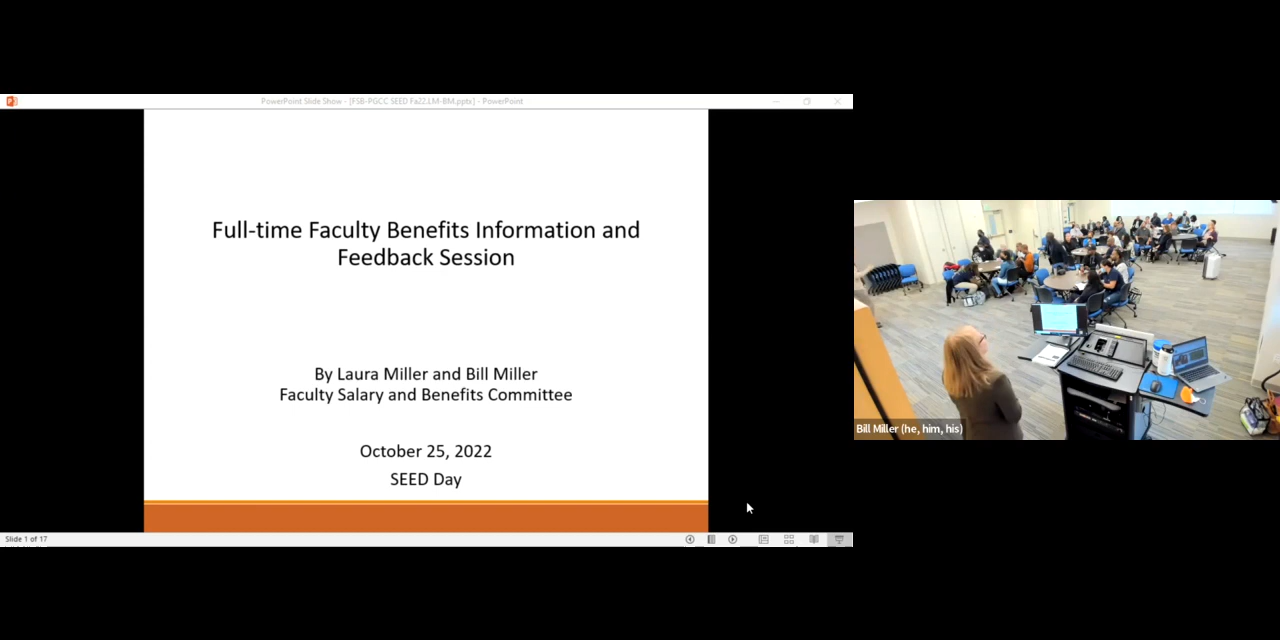 PowerPoint Slide Show - [FSB-PGCC SEED Fa22.LM-BM.pptx] - PowerPoint
Full-time Faculty Benefits Information and
Feedback Session
By Laura Miller and Bill Miller
Faculty Salary and Benefits Committee
October 25, 2022
SEED Day
Slide 1 of 17
Bill Miller (he, him, his)